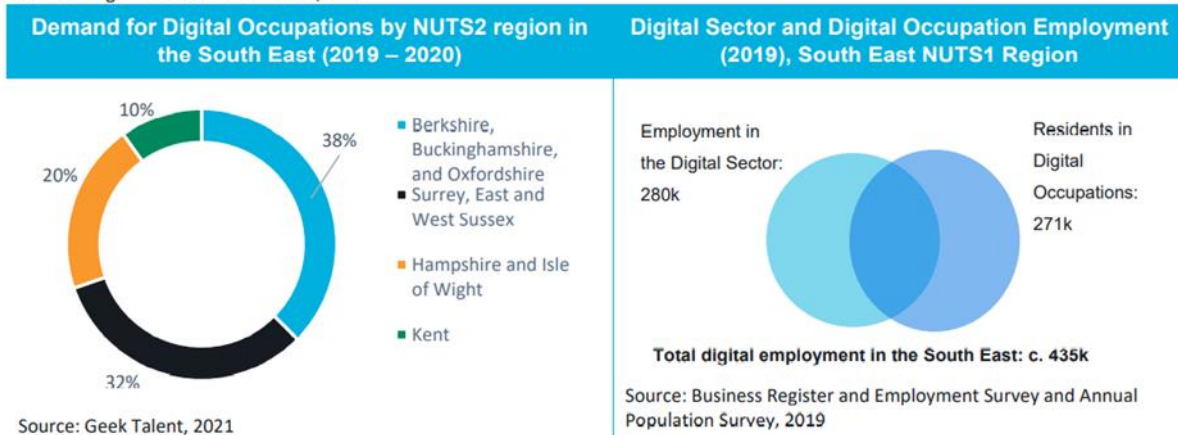 Demand for Digital Occupations by NUTS2 region in
the South East (2019 – 2020)
10%
38%
20%
32%
Berkshire,
Buckinghamshire,
and Oxfordshire
Surrey, East and
West Sussex
Hampshire and Isle
of Wight
Kent
Source: Geek Talent, 2021
Digital Sector and Digital Occupation Employment
(2019), South East NUTS1 Region
Employment in
the Digital Sector:
280k
Residents in
Digital
Occupations:
271k
Total digital employment in the South East: c. 435k
Source: Business Register and Employment Survey and Annual
Population Survey, 2019